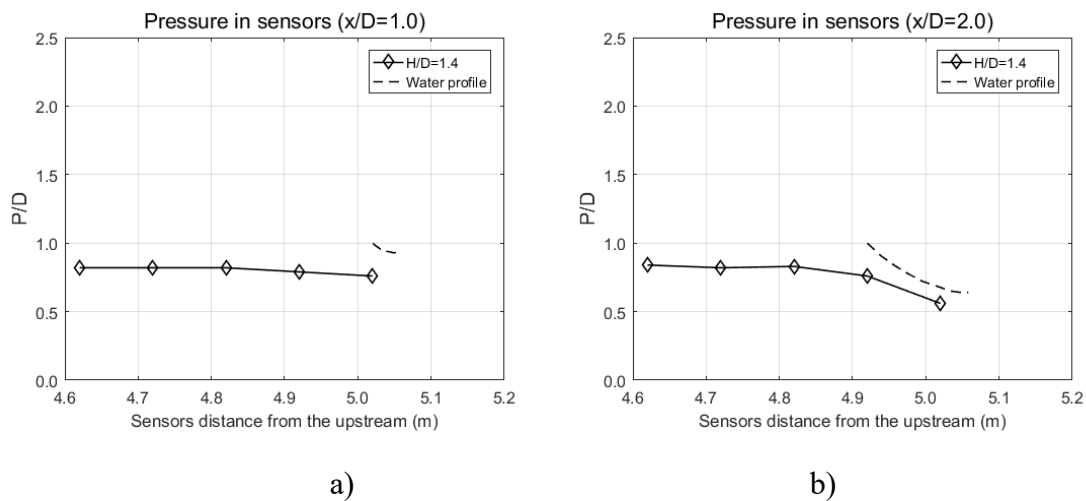 Pressure in sensors (x/D=1.0)
2.5
2.0
1.5
1.0
0.5
0.0
P/D
H/D=1.4
Water profile
4.6 4.7 4.8 4.9 5.0 5.1 5.2
Sensors distance from the upstream (m)
a)
Pressure in sensors (x/D=2.0)
2.5
2.0
1.5
1.0
0.5
0.0
P/D
H/D=1.4
Water profile
4.6 4.7 4.8 4.9 5.0 5.1 5.2
Sensors distance from the upstream (m)
b)